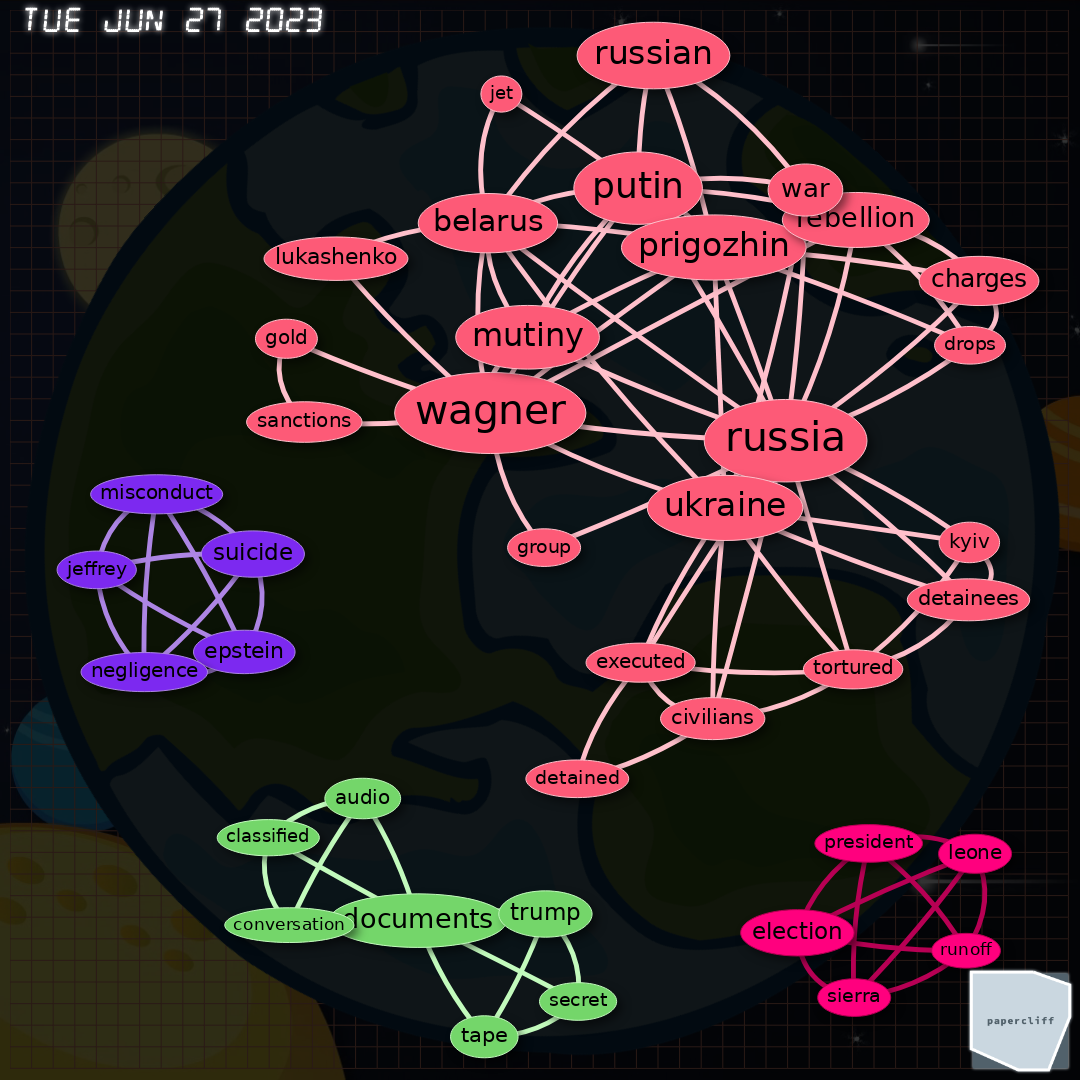 TUE JUN 27 2023
russian
jet
putin
war
belarus
rebellion
prigozhin
lukashenko
charges
gold
mutiny
drops
wagner
sanctions
russia
misconduct
ukraine
suicide
kyiv
group
jeffrey
detainees
epstein
negligence
executed
tortured
civilians
detained
audio
classified
president
leone
documents
trump
conversation
election
runoff
secret
sierra
tape
papercliff